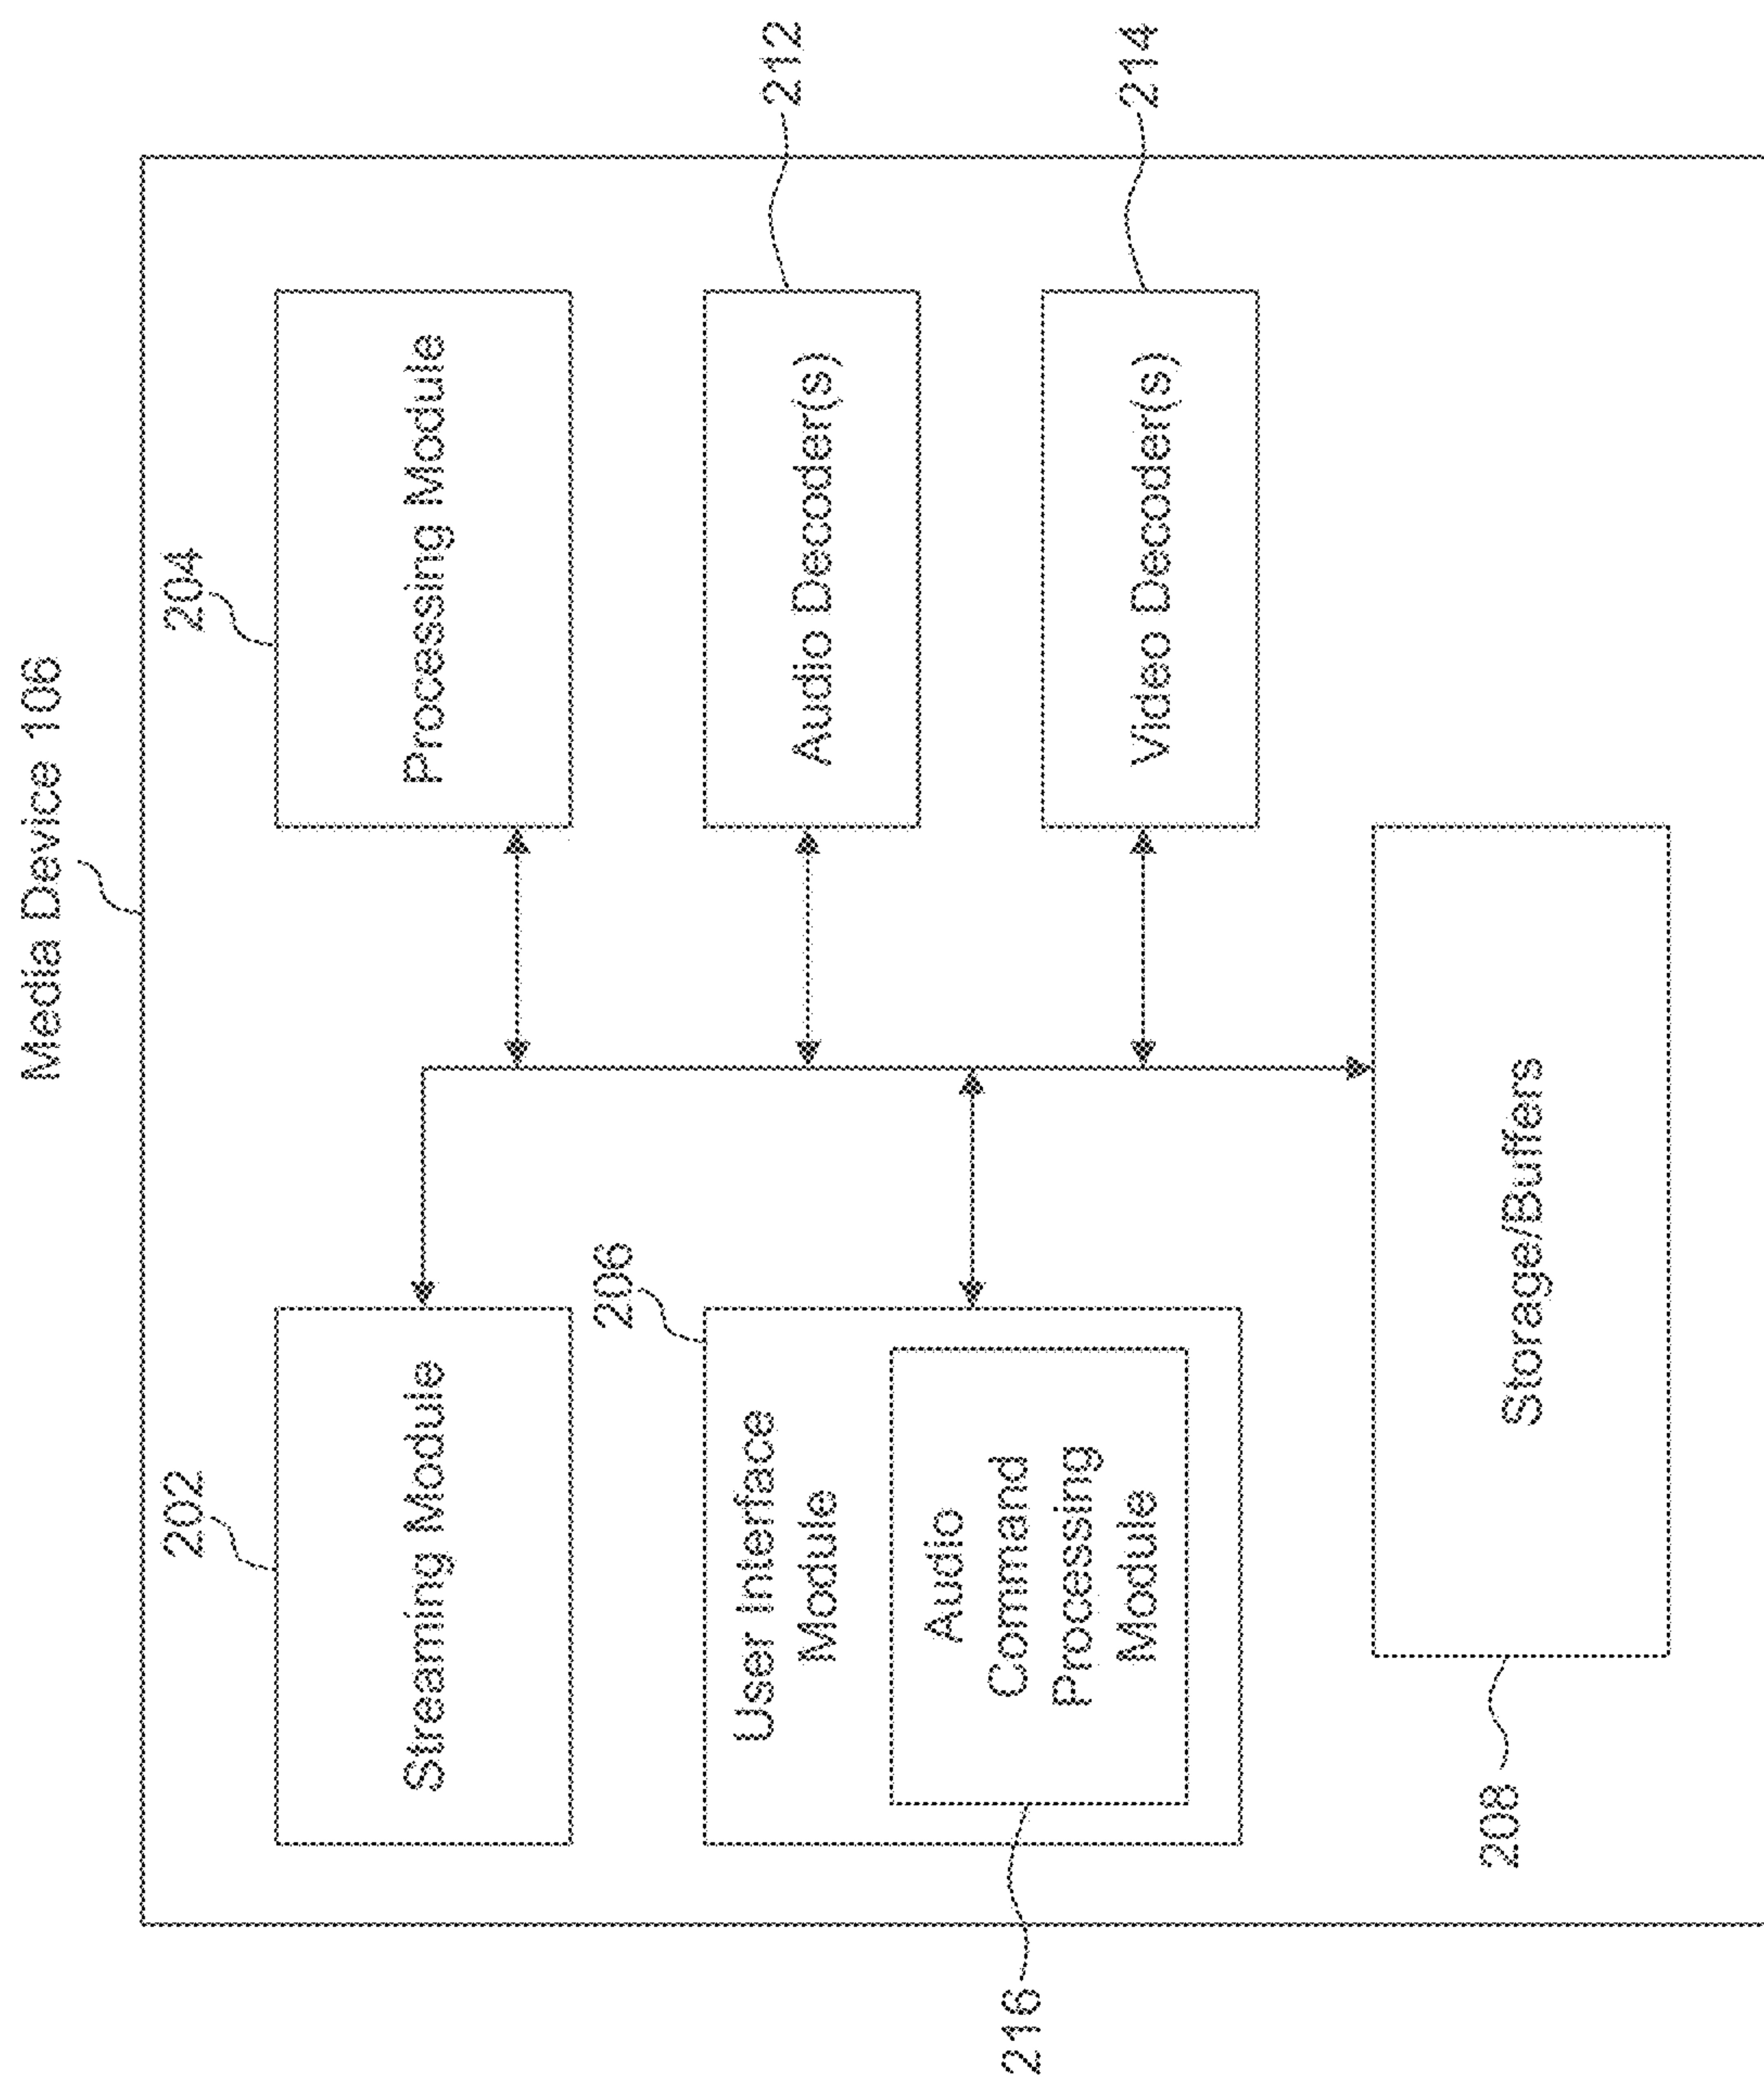 Media Device 106
202
204
Streaming Module
Processing Module
206
212
User Interface
Module
Audio Decoder(s)
216
Audio
Command
Processing
Module
214
Video Decoder(s)
208
Storage/Buffers